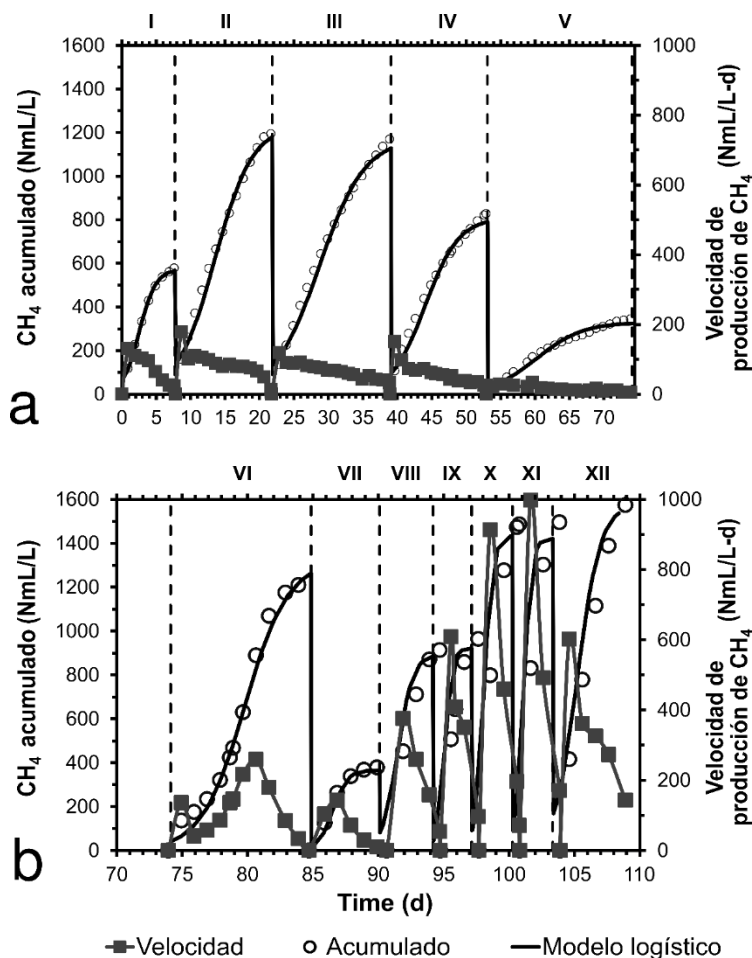 I II III IV V
1600 1000
1400
1200 800
1000
800 600
600 400
400
200 200
0 0
CH₄ acumulado (NmL/L)
Velocidad de
producción de CH₄ (NmL/L-d)
0 5 10 15 20 25 30 35 40 45 50 55 60 65 70
a
VI VII VIII IX X XI XII
1600 1000
1400
1200 800
1000
800 600
600 400
400
200 200
0 0
CH₄ acumulado (NmL/L)
Velocidad de
producción de CH₄ (NmL/L-d)
b
70 75 80 85 90 95 100 105 110
Time (d)
Velocidad Acumulado Modelo logístico